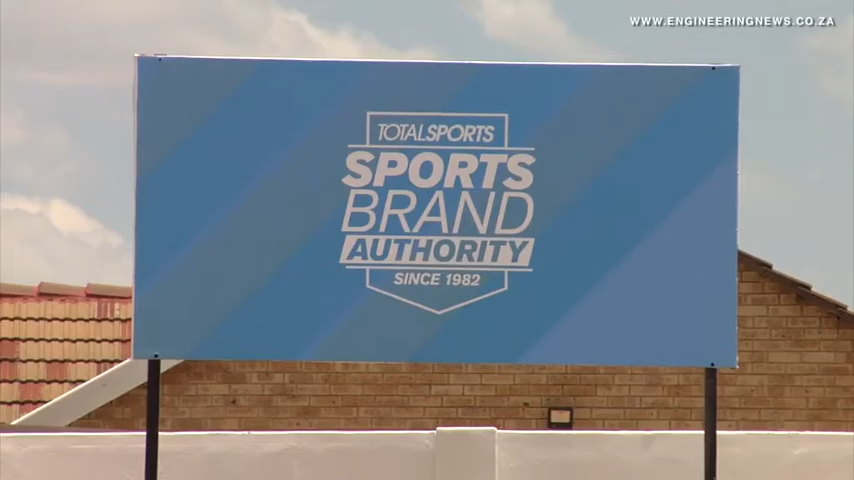 WWW.ENGINEERINGNEWS.CO.ZA
TOTALSPORTS
SPORTS
BRAND
AUTHORITY
SINCE 1982